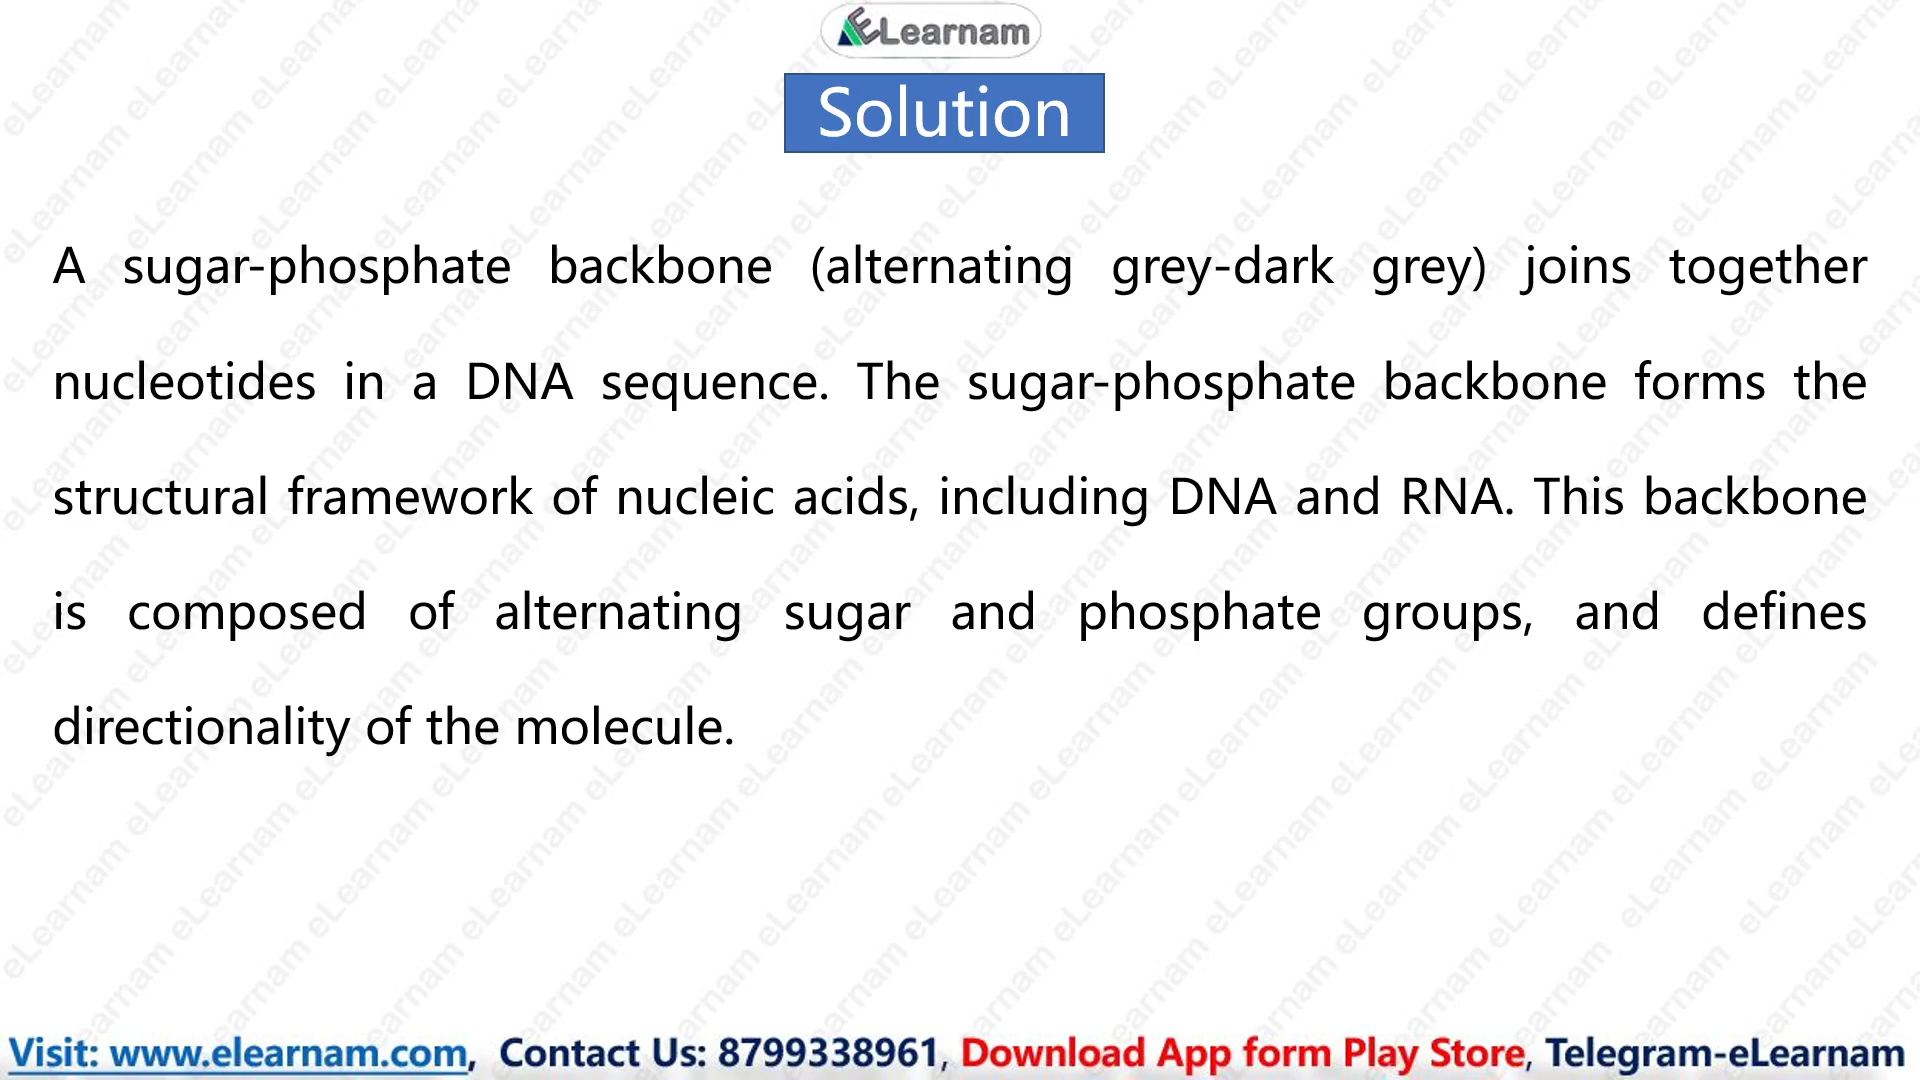 ELearnam
Solution
A sugar-phosphate backbone (alternating grey-dark grey) joins together
nucleotides in a DNA sequence. The sugar-phosphate backbone forms the
structural framework of nucleic acids, including DNA and RNA. This backbone
is composed of alternating sugar and phosphate groups, and defines
directionality of the molecule.
Visit: www.elearnam.com, Contact Us: 8799338961, Download App form Play Store, Telegram-eLearnam